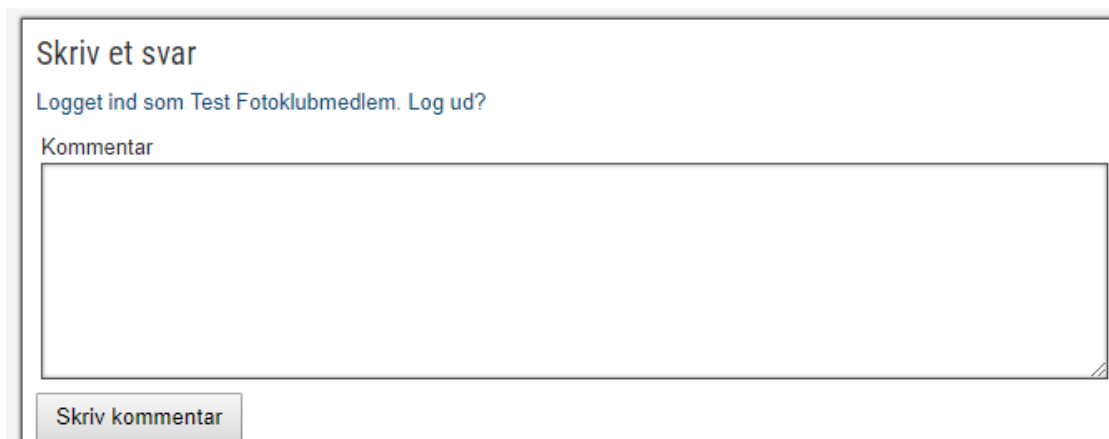 Skriv et svar
Logget ind som Test Fotoklubmedlem. Log ud?
Kommentar
Skriv kommentar